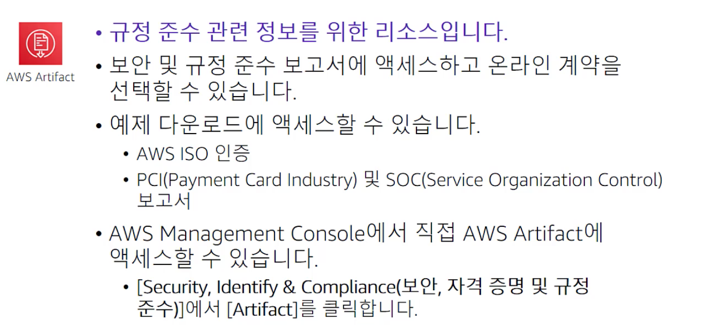 • 규정 준수 관련 정보를 위한 리소스입니다.
AWS Artifact
• 보안 및 규정 준수 보고서에 액세스하고 온라인 계약을
선택할 수 있습니다.
• 예제 다운로드에 액세스할 수 있습니다.
• AWS ISO 인증
• PCI(Payment Card Industry) 및 SOC(Service Organization Control)
보고서
• AWS Management Console에서 직접 AWS Artifact에
액세스할 수 있습니다.
• [Security, Identify & Compliance(보안, 자격 증명 및 규정
준수)]에서 [Artifact]를 클릭합니다.